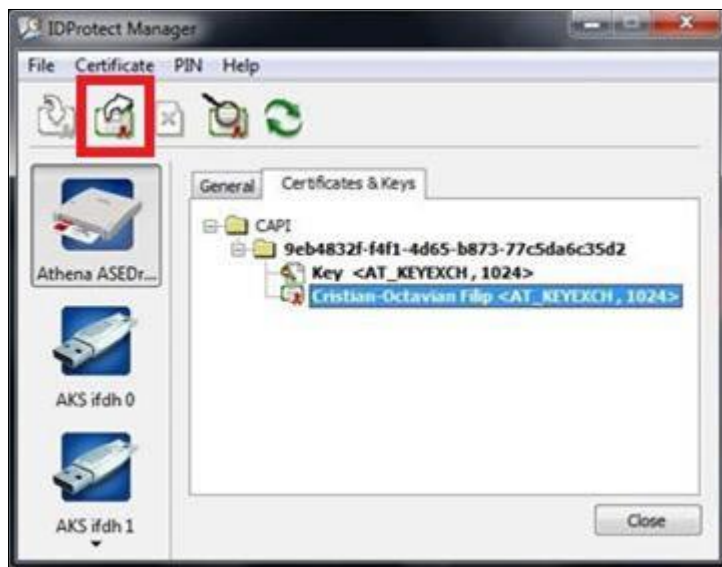 IDProtect Manager
File Certificate PIN Help
General Certificates & Keys
CAPI
9eb4832f-f4f1-4d65-b873-77c5da6c35d2
Key <AT_KEYEXCH, 1024>
Cristian-Octavian Filip <AT_KEYEXCH, 1024>
Athena ASEDr...
AKS ifdh 0
AKS ifdh 1
Close